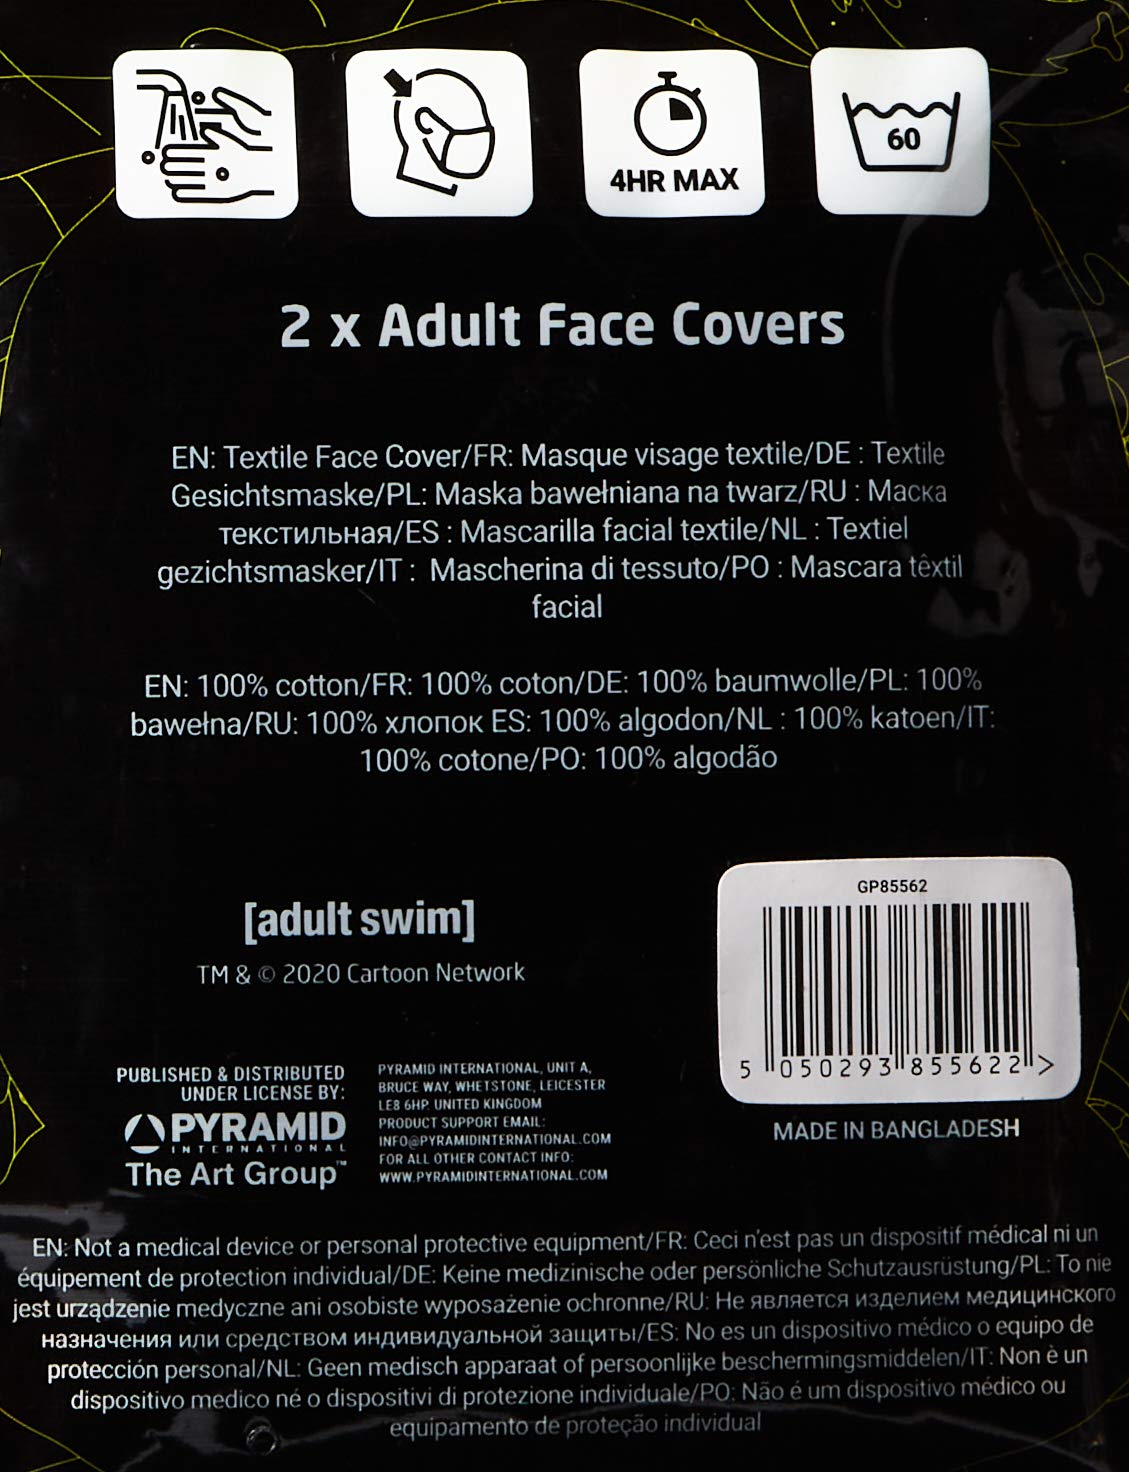 4HR MAX
60
2 x Adult Face Covers
EN: Textile Face Cover/FR: Masque visage textile/DE : Textile
Gesichtsmaske/PL: Maska bawełniana na twarz/RU : Маска
текстильная/ES : Mascarilla facial textile/NL : Textiel
gezichtsmasker/IT : Mascherina di tessuto/PO : Mascara têxtil
facial
EN: 100% cotton/FR: 100% coton/DE: 100% baumwolle/PL: 100%
bawełna/RU: 100% хлопок ES: 100% algodon/NL : 100% katoen/IT:
100% cotone/PO: 100% algodão
[adult swim]
TM & © 2020 Cartoon Network
GP85562
5 050293 855622 >
MADE IN BANGLADESH
PUBLISHED & DISTRIBUTED
UNDER LICENSE BY:
PYRAMID
INTERNATIONAL
The Art Group™
PYRAMID INTERNATIONAL, UNIT A,
BRUCE WAY, WHETSTONE, LEICESTER
LE8 6HP. UNITED KINGDOM
PRODUCT SUPPORT EMAIL:
INFO@PYRAMIDINTERNATIONAL.COM
FOR ALL OTHER CONTACT INFO:
WWW.PYRAMIDINTERNATIONAL.COM
EN: Not a medical device or personal protective equipment/FR: Ceci n'est pas un dispositif médical ni un
équipement de protection individual/DE: Keine medizinische oder persönliche Schutzausrüstung/PL: To nie
jest urządzenie medyczne ani osobiste wyposażenie ochronne/RU: Не является изделием медицинского
назначения или средством индивидуальной защиты/ES: No es un dispositivo médico o equipo de
protección personal/NL: Geen medisch apparaat of persoonlijke beschermingsmiddelen/IT: Non è un
dispositivo medico né o dispositivi di protezione individuale/PO: Não é um dispositivo médico ou
equipamento de proteção individual